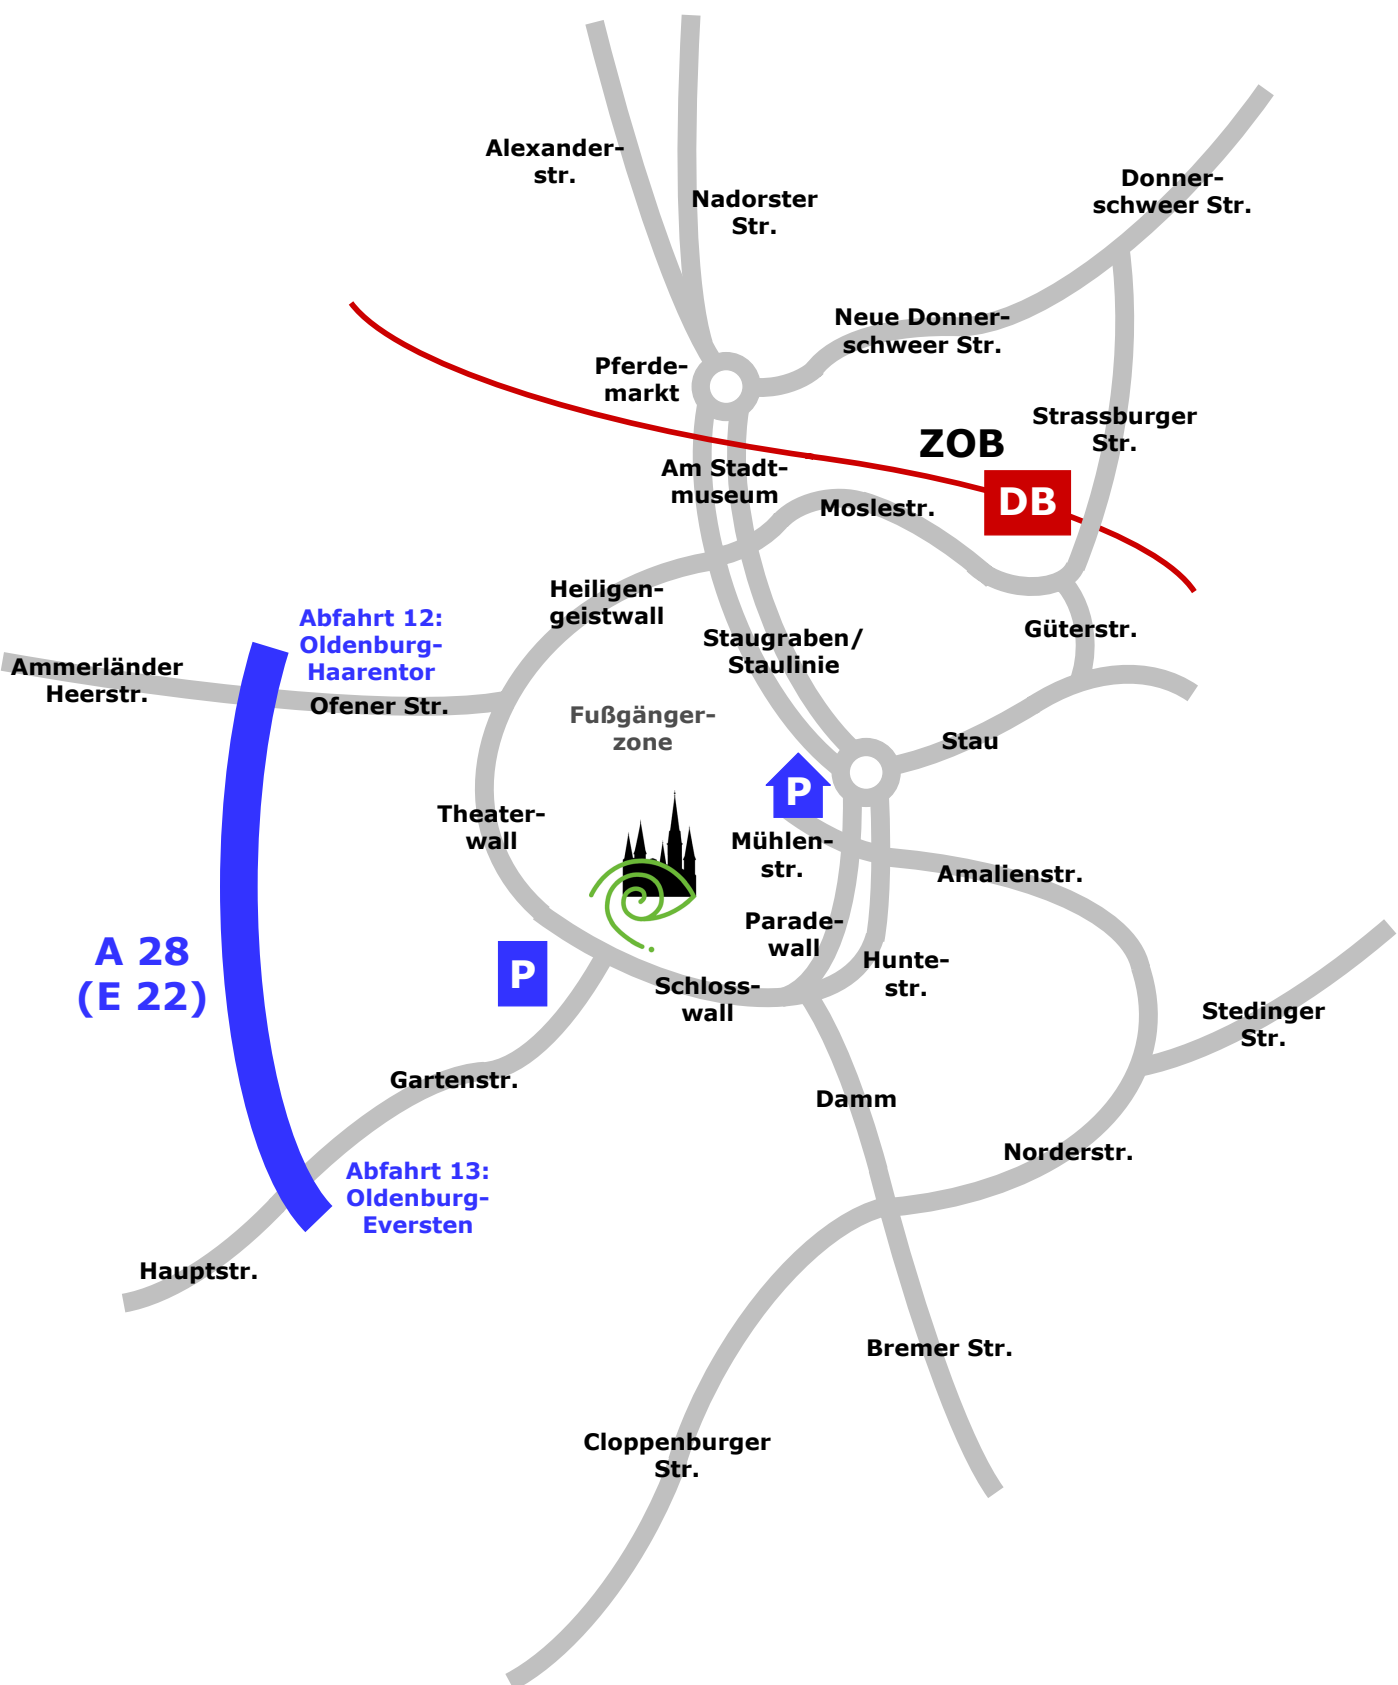 Alexander-
str.
Nadorster
Str.
Donner-
schweer Str.
Neue Donner-
schweer Str.
Pferde-
markt
Strassburger
Str.
ZOB
DB
Am Stadt-
museum
Moslestr.
Heiligen-
geistwall
Abfahrt 12:
Oldenburg-
Haarentor
Staugraben/
Staulinie
Güterstr.
Ammerländer
Heerstr.
Ofener Str.
Fußgänger-
zone
Stau
P
Theater-
wall
Mühlen-
str.
Amalienstr.
Parade-
wall
A 28
(E 22)
P
Hunte-
str.
Schloss-
wall
Stedinger
Str.
Gartenstr.
Damm
Norderstr.
Abfahrt 13:
Oldenburg-
Eversten
Hauptstr.
Bremer Str.
Cloppenburger
Str.